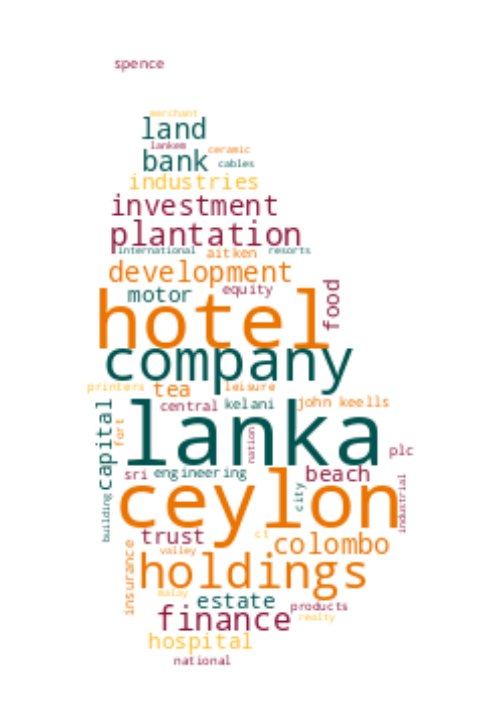 spence
merchant
land
lankem
ceramic
bank
cables
industries
investment
plantation
international
aitken
resorts
development
equity
motor
food
hotel
company
printers
tea
leisure
central
kelani
john keells
capital
fort
lanka
nation
plc
sri
engineering
beach
industrial
city
building
ceylon
trust
ct
colombo
valley
insurance
holdings
malay
estate
products
finance
realty
hospital
national